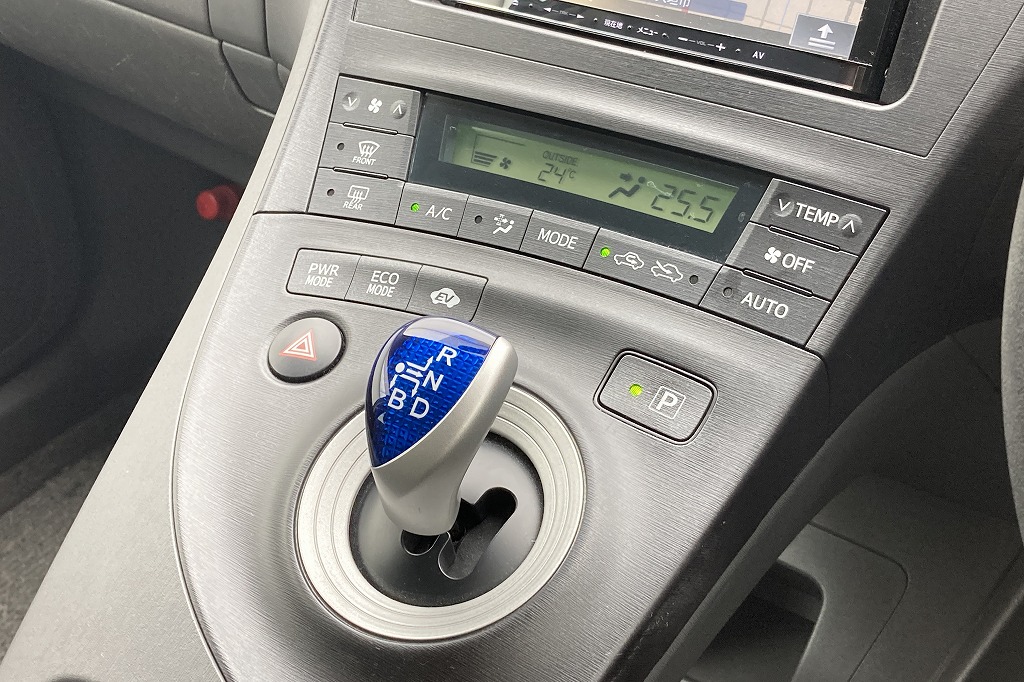 現在地 メニュー VOL AV
FRONT
REAR
OUTSIDE
24°C
25.5
A/C
MODE
TEMP
OFF
AUTO
PWR
MODE
ECO
MODE
EV
R
N
B D
P